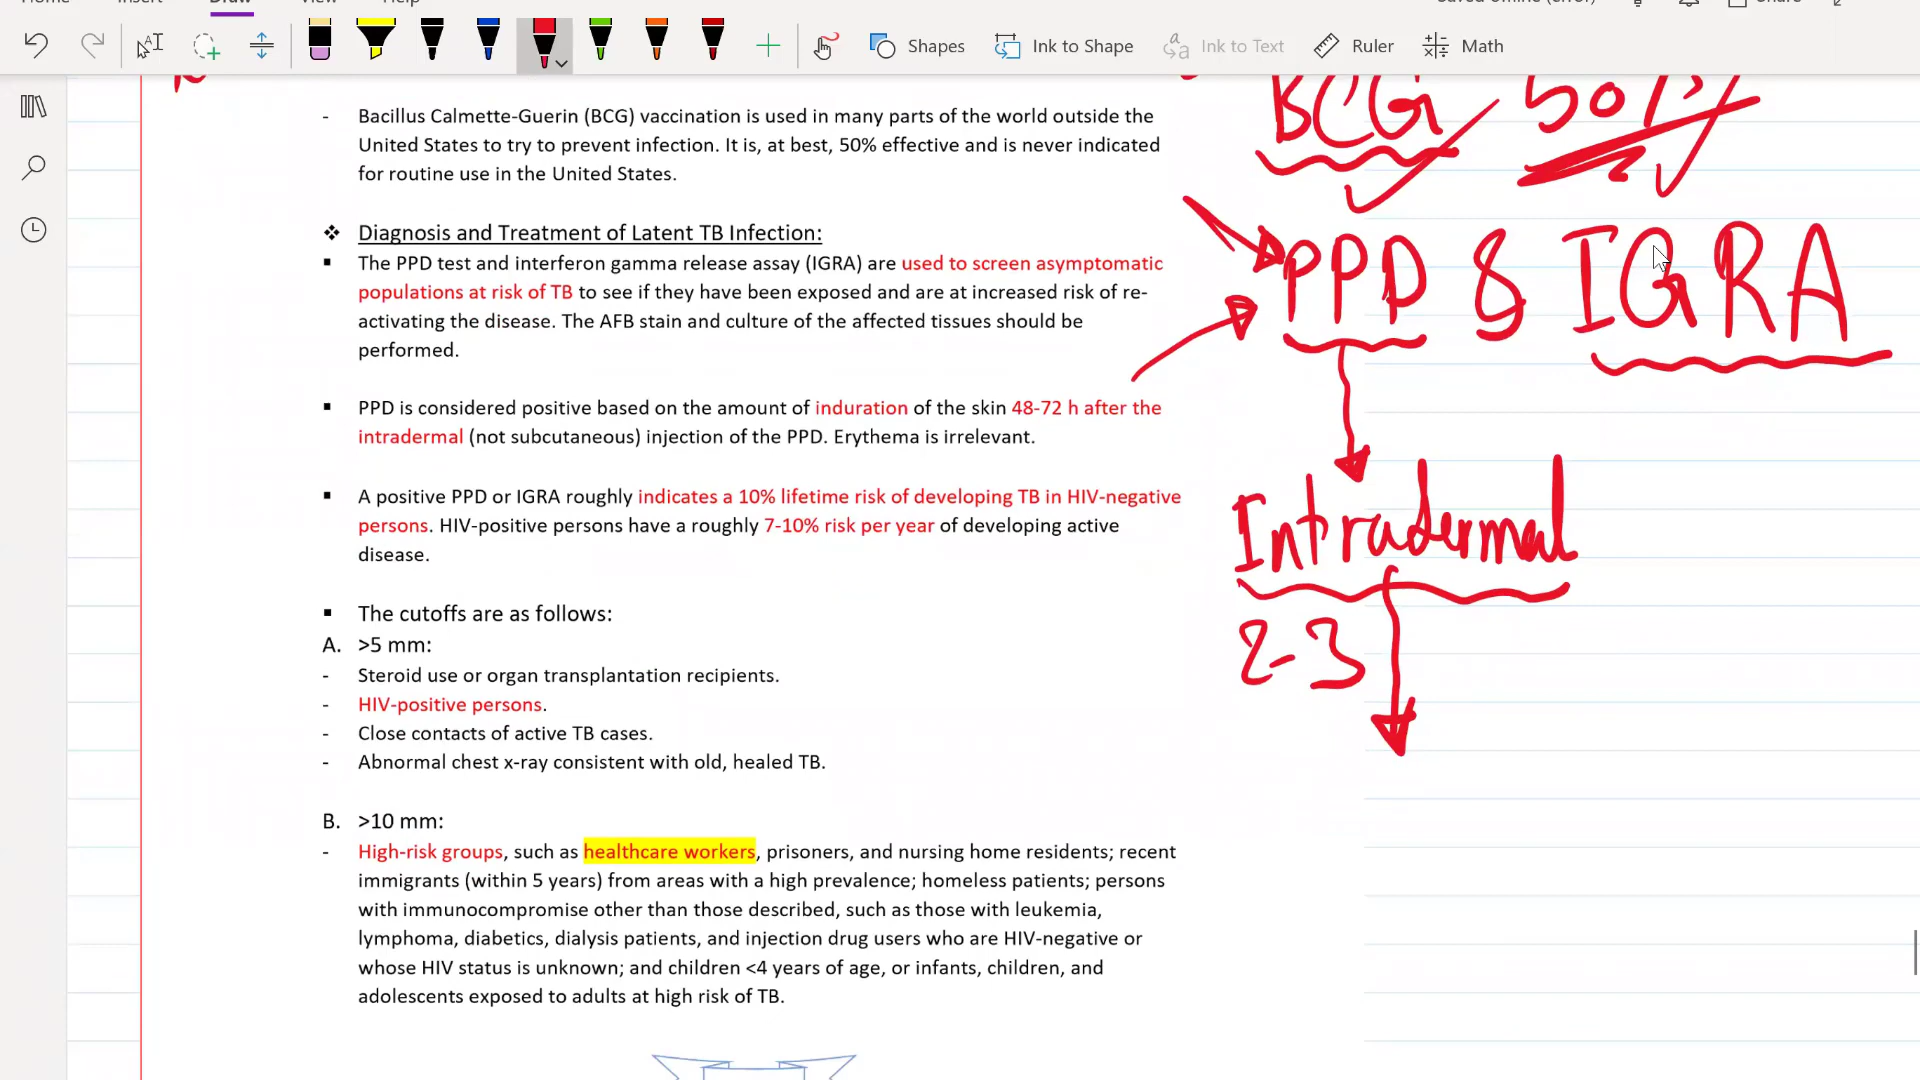 Home Insert Draw View Help Saved online (error) Share
Shapes Ink to Shape Ink to Text Ruler Math
- Bacillus Calmette-Guerin (BCG) vaccination is used in many parts of the world outside the
United States to try to prevent infection. It is, at best, 50% effective and is never indicated
for routine use in the United States.
BCG 50%
❖ Diagnosis and Treatment of Latent TB Infection:
▪ The PPD test and interferon gamma release assay (IGRA) are used to screen asymptomatic
populations at risk of TB to see if they have been exposed and are at increased risk of re-
activating the disease. The AFB stain and culture of the affected tissues should be
performed.
PPD & IGRA
▪ PPD is considered positive based on the amount of induration of the skin 48-72 h after the
intradermal (not subcutaneous) injection of the PPD. Erythema is irrelevant.
▪ A positive PPD or IGRA roughly indicates a 10% lifetime risk of developing TB in HIV-negative
persons. HIV-positive persons have a roughly 7-10% risk per year of developing active
disease.
Intradermal
2-3
▪ The cutoffs are as follows:
A. >5 mm:
- Steroid use or organ transplantation recipients.
- HIV-positive persons.
- Close contacts of active TB cases.
- Abnormal chest x-ray consistent with old, healed TB.
B. >10 mm:
- High-risk groups, such as healthcare workers, prisoners, and nursing home residents; recent
immigrants (within 5 years) from areas with a high prevalence; homeless patients; persons
with immunocompromise other than those described, such as those with leukemia,
lymphoma, diabetics, dialysis patients, and injection drug users who are HIV-negative or
whose HIV status is unknown; and children <4 years of age, or infants, children, and
adolescents exposed to adults at high risk of TB.